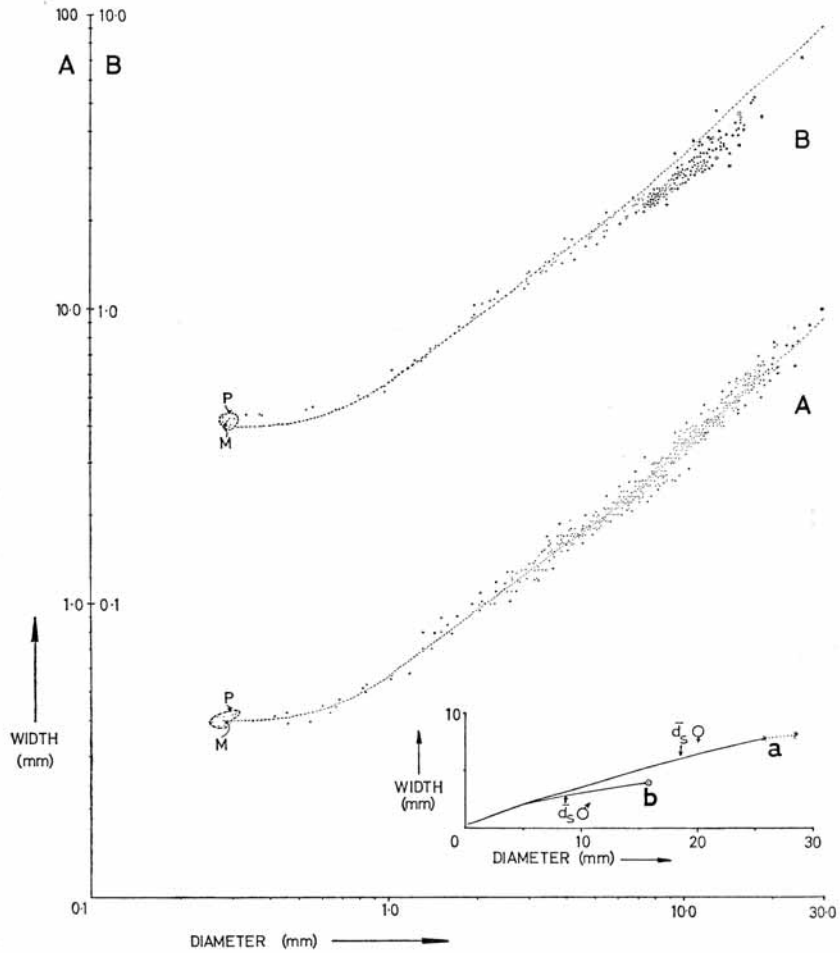 100
10·0
A
B
B
10·0
1·0
A
P
M
1·0
0·1
P
M
WIDTH
(mm)
10
WIDTH
(mm)
d̄s ♀
a
d̄s ♂
b
0
10
20
30
DIAMETER (mm)
0·1
1·0
10·0
30·0
DIAMETER (mm)